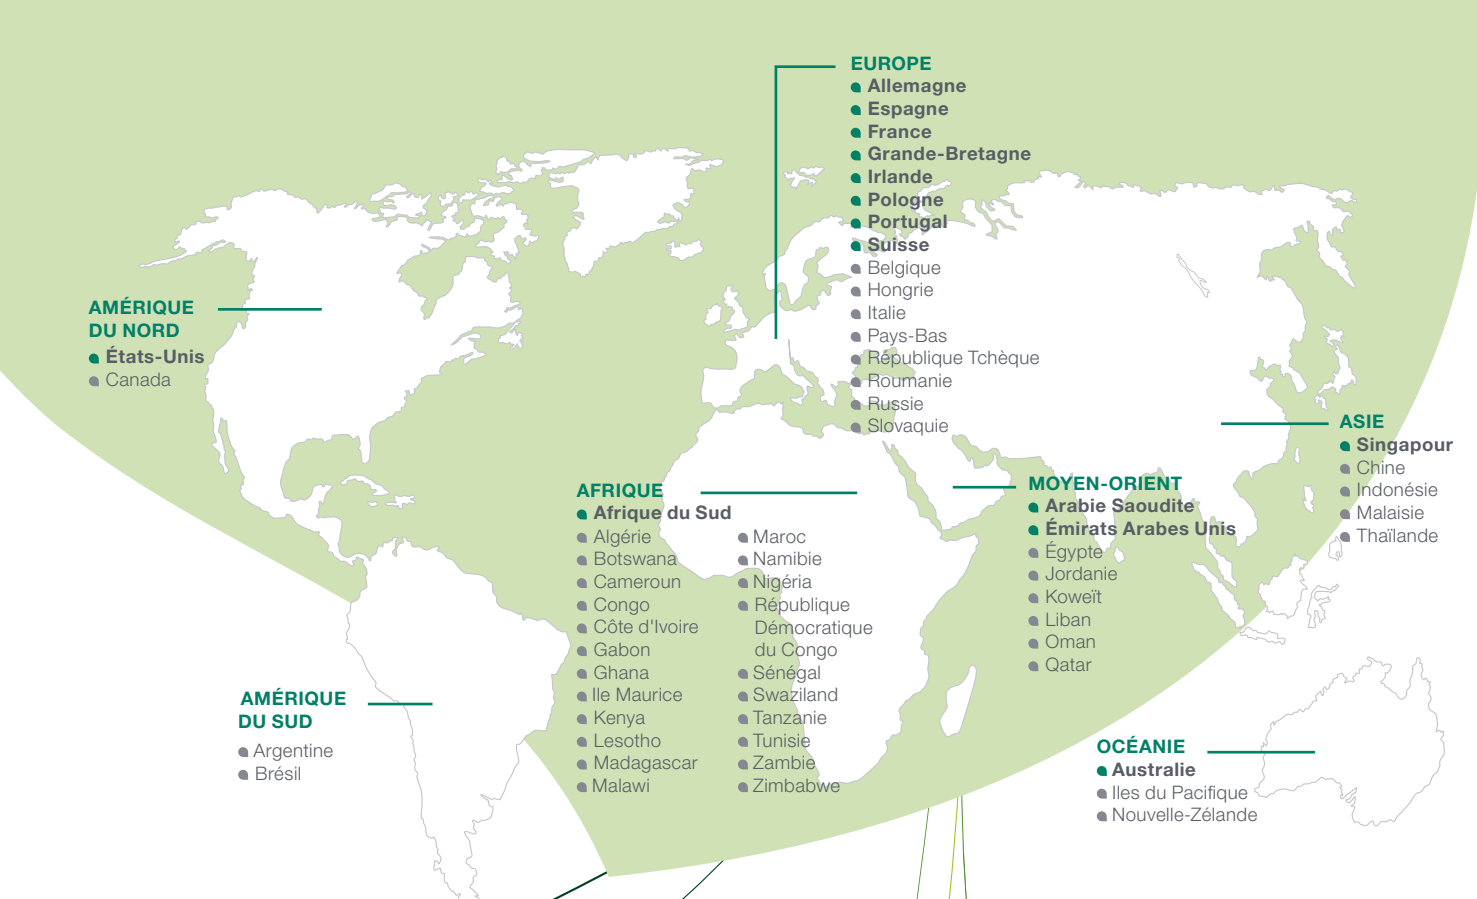 EUROPE
Allemagne
Espagne
France
Grande-Bretagne
Irlande
Pologne
Portugal
Suisse
Belgique
Hongrie
Italie
Pays-Bas
République Tchèque
Roumanie
Russie
Slovaquie
AMÉRIQUE
DU NORD
États-Unis
Canada
ASIE
Singapour
Chine
Indonésie
Malaisie
Thaïlande
AFRIQUE
Afrique du Sud
Algérie
Botswana
Cameroun
Congo
Côte d'Ivoire
Gabon
Ghana
Ile Maurice
Kenya
Lesotho
Madagascar
Malawi
Maroc
Namibie
Nigéria
République
Démocratique
du Congo
Sénégal
Swaziland
Tanzanie
Tunisie
Zambie
Zimbabwe
MOYEN-ORIENT
Arabie Saoudite
Émirats Arabes Unis
Égypte
Jordanie
Koweït
Liban
Oman
Qatar
AMÉRIQUE
DU SUD
Argentine
Brésil
OCÉANIE
Australie
Iles du Pacifique
Nouvelle-Zélande